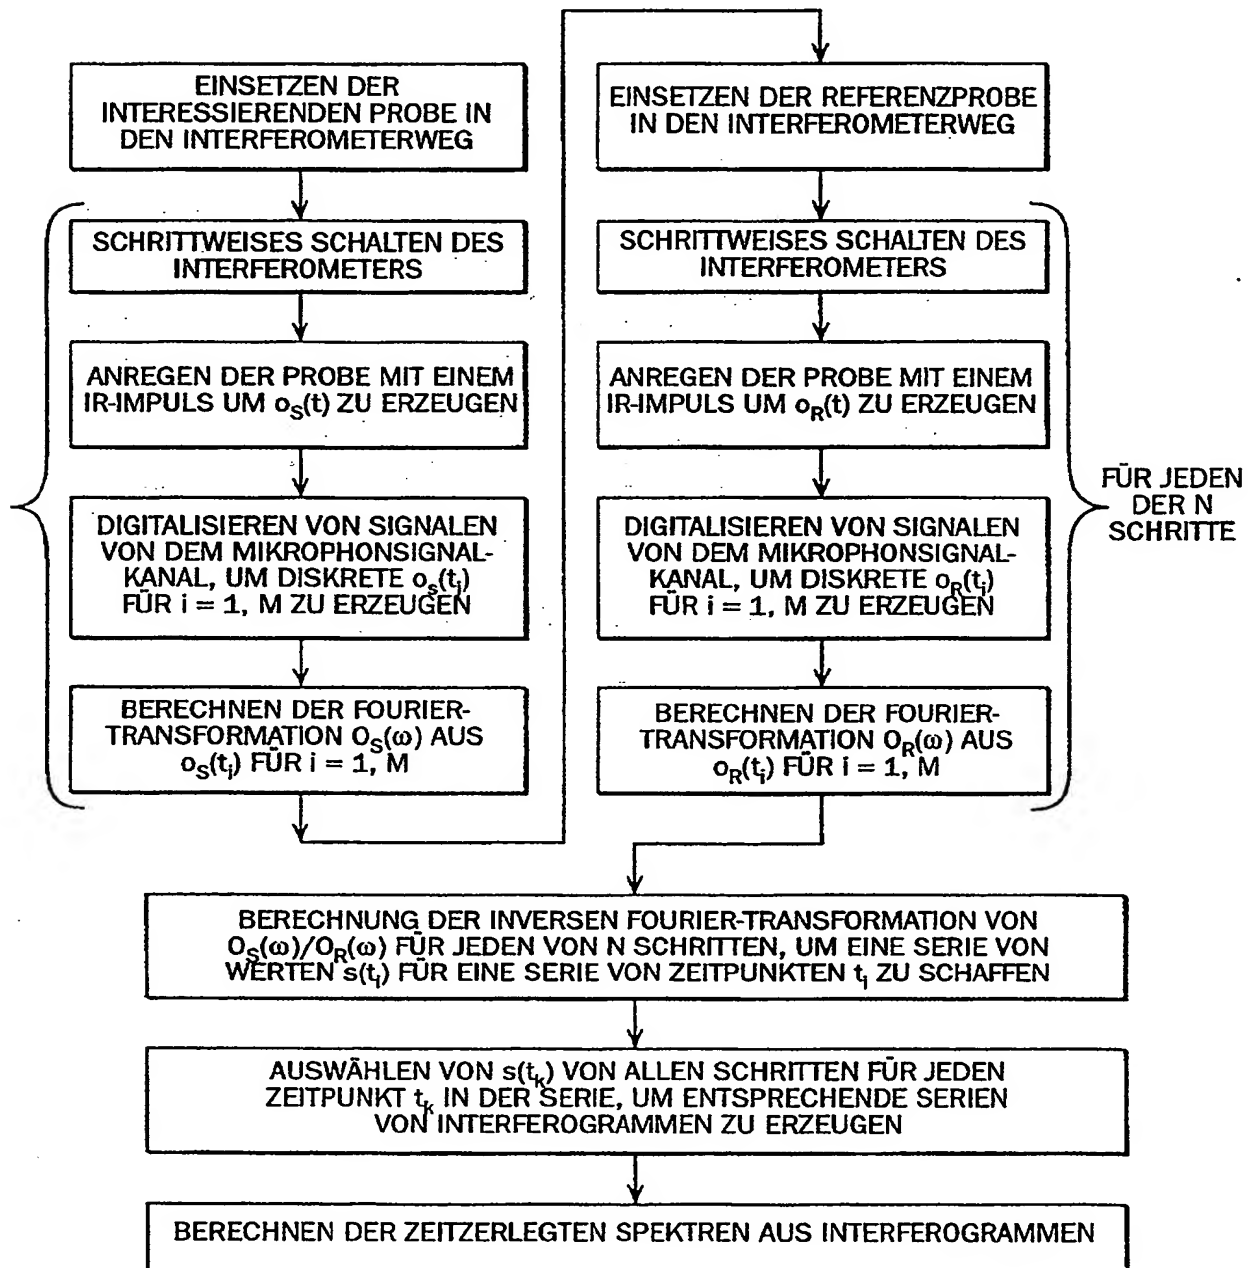 EINSETZEN DER
INTERESSIERENDEN PROBE IN
DEN INTERFEROMETERWEG
SCHRITTWEISES SCHALTEN DES
INTERFEROMETERS
ANREGEN DER PROBE MIT EINEM
IR-IMPULS UM o_S(t) ZU ERZEUGEN
DIGITALISIEREN VON SIGNALEN
VON DEM MIKROPHONSIGNAL-
KANAL, UM DISKRETE o_s(t_i)
FÜR i = 1, M ZU ERZEUGEN
BERECHNEN DER FOURIER-
TRANSFORMATION O_S(ω) AUS
o_S(t_i) FÜR i = 1, M
EINSETZEN DER REFERENZPROBE
IN DEN INTERFEROMETERWEG
SCHRITTWEISES SCHALTEN DES
INTERFEROMETERS
ANREGEN DER PROBE MIT EINEM
IR-IMPULS UM o_R(t) ZU ERZEUGEN
DIGITALISIEREN VON SIGNALEN
VON DEM MIKROPHONSIGNAL-
KANAL, UM DISKRETE o_R(t_i)
FÜR i = 1, M ZU ERZEUGEN
BERECHNEN DER FOURIER-
TRANSFORMATION O_R(ω) AUS
o_R(t_i) FÜR i = 1, M
FÜR JEDEN
DER N
SCHRITTE
BERECHNUNG DER INVERSEN FOURIER-TRANSFORMATION VON
O_S(ω)/O_R(ω) FÜR JEDEN VON N SCHRITTEN, UM EINE SERIE VON
WERTEN s(t_i) FÜR EINE SERIE VON ZEITPUNKTEN t_i ZU SCHAFFEN
AUSWÄHLEN VON s(t_k) VON ALLEN SCHRITTEN FÜR JEDEN
ZEITPUNKT t_k IN DER SERIE, UM ENTSPRECHENDE SERIEN
VON INTERFEROGRAMMEN ZU ERZEUGEN
BERECHNEN DER ZEITZERLEGTEN SPEKTREN AUS INTERFEROGRAMMEN